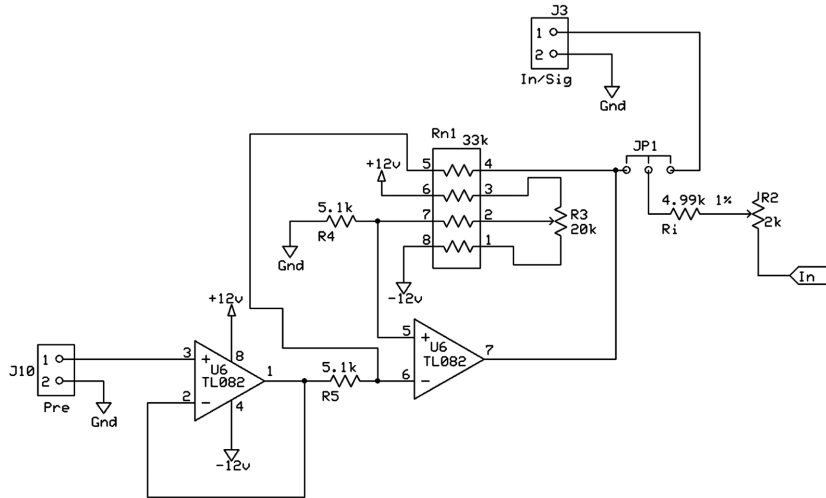 J3
1
2
In/Sig
Gnd
Rn1
33k
JP1
+12v
5
4
6
3
7
2
8
1
5.1k
R4
Gnd
R3
20k
4.99k 1%
Ri
R2
2k
In
-12v
+12v
J10
1
2
Pre
Gnd
3
+
2
-
8
U6
TL082
1
4
-12v
5.1k
R5
5
+
6
-
U6
TL082
7